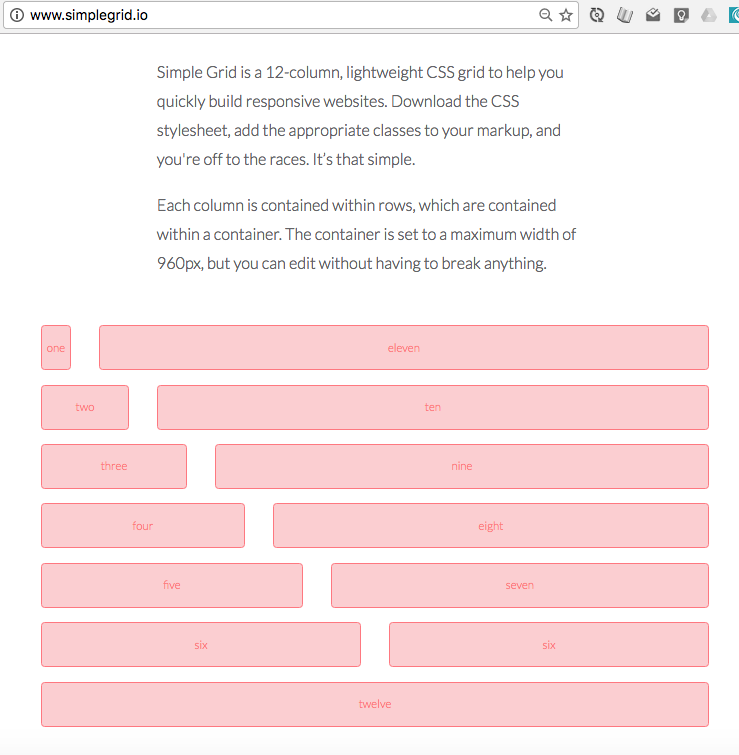 www.simplegrid.io
Simple Grid is a 12-column, lightweight CSS grid to help you
quickly build responsive websites. Download the CSS
stylesheet, add the appropriate classes to your markup, and
you're off to the races. It’s that simple.
Each column is contained within rows, which are contained
within a container. The container is set to a maximum width of
960px, but you can edit without having to break anything.
one eleven
two ten
three nine
four eight
five seven
six six
twelve